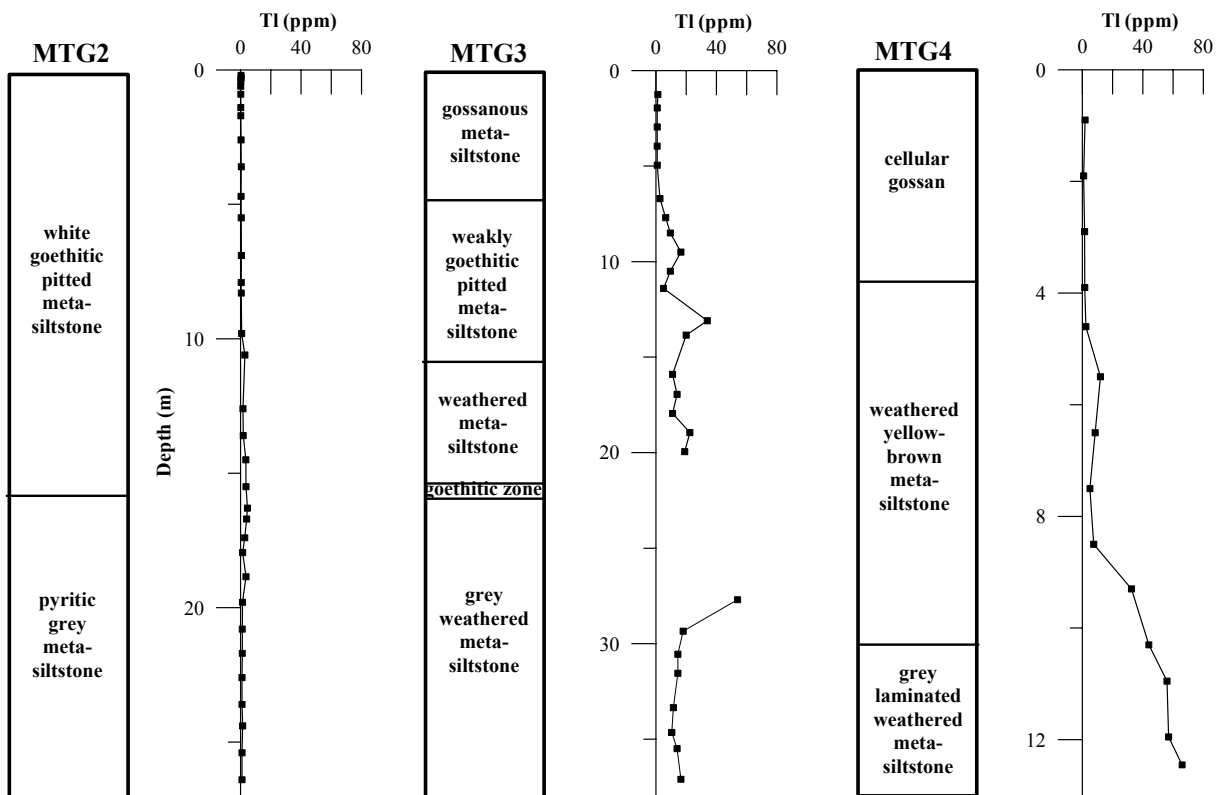 Tl (ppm)
0 40 80
MTG2
0
10
20
Depth (m)
white
goethitic
pitted
meta-
siltstone
pyritic
grey
meta-
siltstone
Tl (ppm)
0 40 80
MTG3
0
10
20
30
gossanous
meta-
siltstone
weakly
goethitic
pitted
meta-
siltstone
weathered
meta-
siltstone
goethitic zone
grey
weathered
meta-
siltstone
Tl (ppm)
0 40 80
MTG4
0
4
8
12
cellular
gossan
weathered
yellow-
brown
meta-
siltstone
grey
laminated
weathered
meta-
siltstone